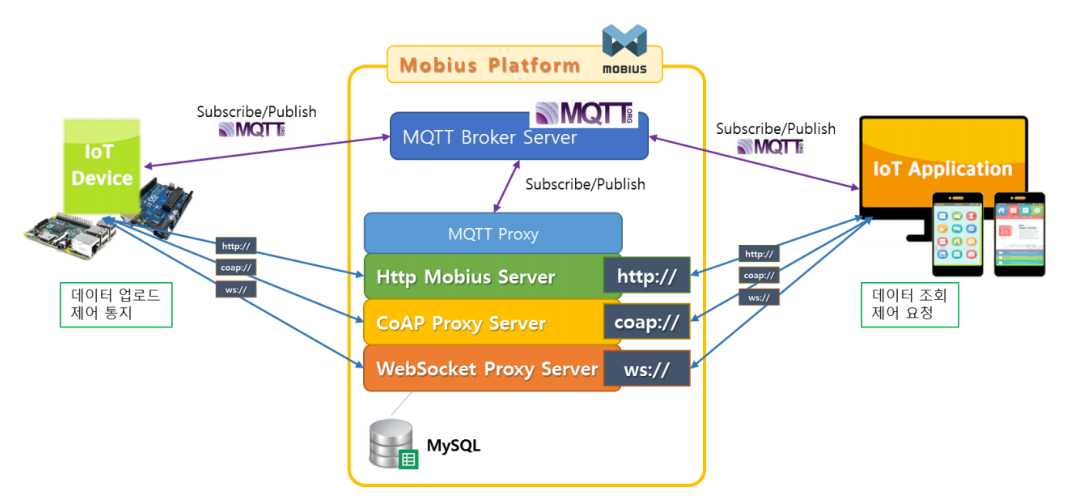 Mobius Platform
MOBIUS
Subscribe/Publish
MQTT.ORG
MQTT.ORG
MQTT Broker Server
Subscribe/Publish
MQTT
IoT
Device
IoT Application
Subscribe/Publish
MQTT Proxy
http://
coap://
ws://
Http Mobius Server
http://
CoAP Proxy Server
coap://
WebSocket Proxy Server
ws://
http://
coap://
ws://
데이터 업로드
제어 통지
데이터 조회
제어 요청
MySQL